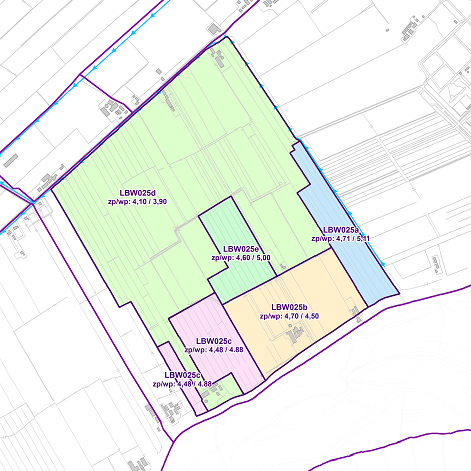 LBW025d
zp/wp: 4,10 / 3,90
LBW025a
zp/wp: 4,71 / 5,11
LBW025e
zp/wp: 4,60 / 5,00
LBW025b
zp/wp: 4,70 / 4,50
LBW025c
zp/wp: 4,48 / 4.88
LBW025c
zp/wp: 4,48 / 4.88